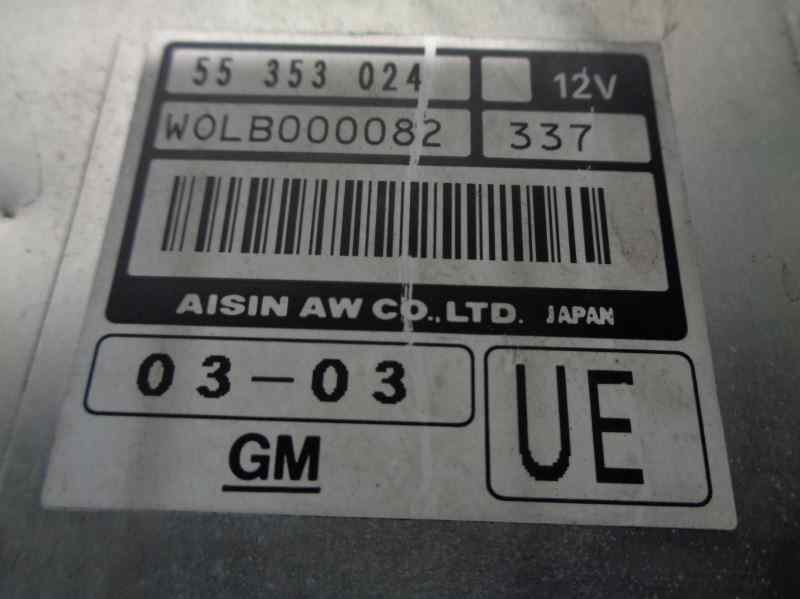 55 353 024 12V
W0LB000082 337
AISIN AW CO.,LTD. JAPAN
03-03
UE
GM